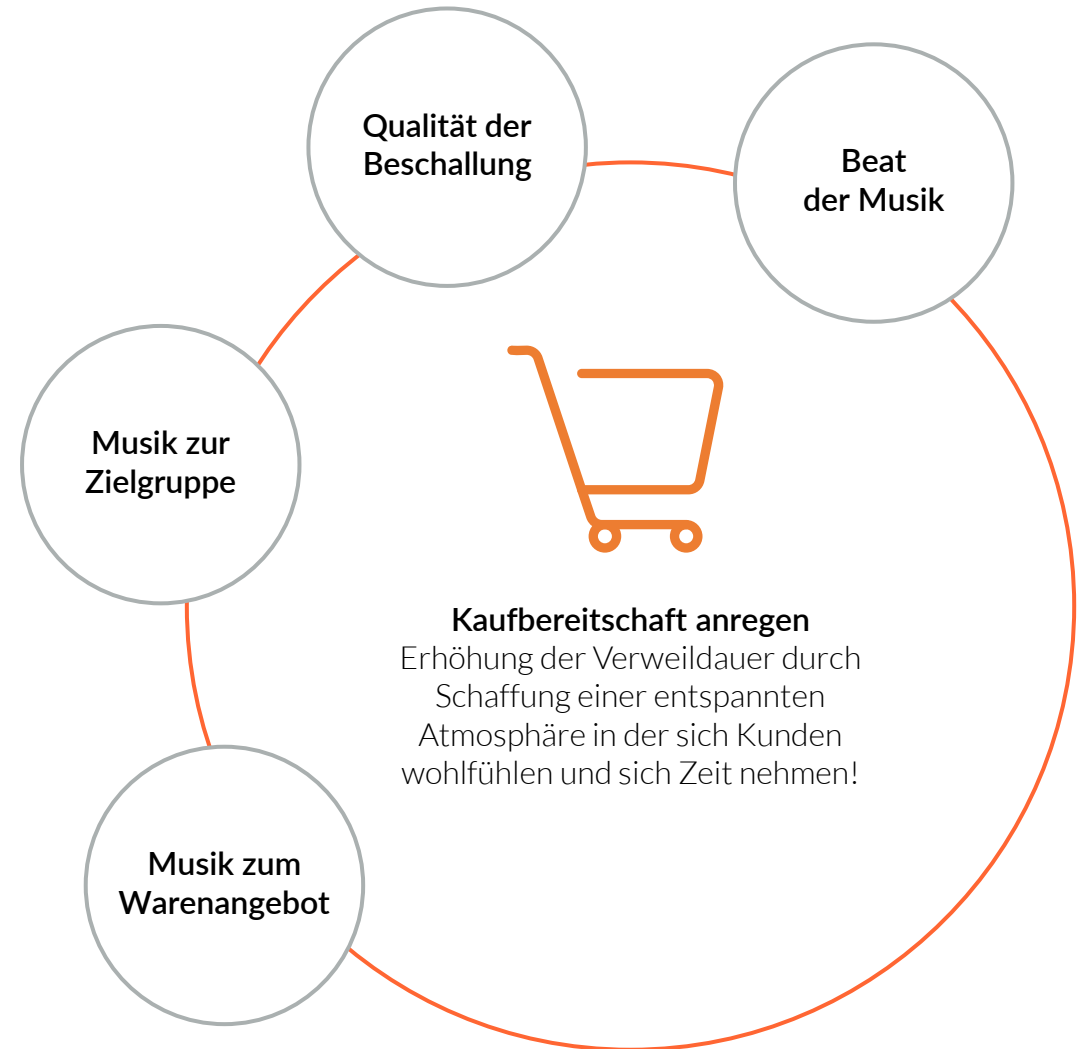 Qualität der
Beschallung
Beat
der Musik
Musik zur
Zielgruppe
Kaufbereitschaft anregen
Erhöhung der Verweildauer durch
Schaffung einer entspannten
Atmosphäre in der sich Kunden
wohlfühlen und sich Zeit nehmen!
Musik zum
Warenangebot